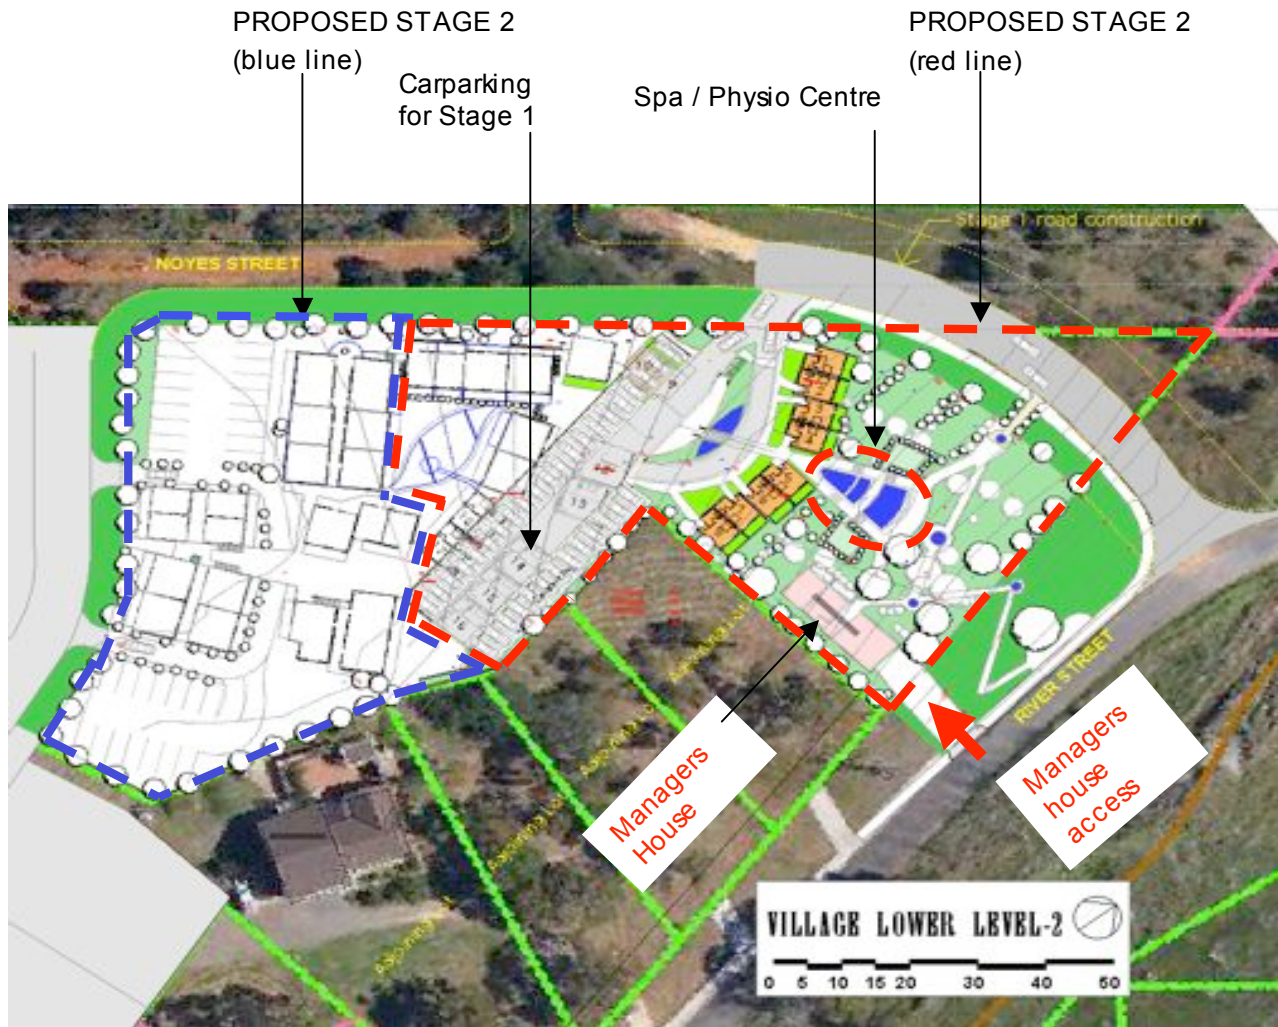 PROPOSED STAGE 2
(blue line)
PROPOSED STAGE 2
(red line)
Carparking
for Stage 1
Spa / Physio Centre
Stage 1 road construction
NOYES STREET
RIVER STREET
Managers
House
Managers
house
access
Adjoining Lot
VILLAGE LOWER LEVEL-2
0 5 10 15 20 30 40 50